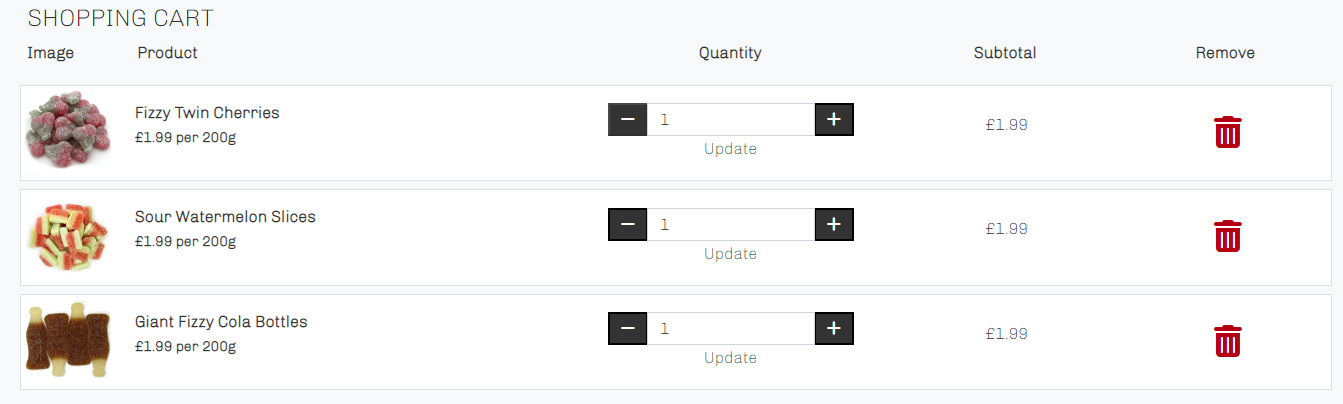 SHOPPING CART
Image Product Quantity Subtotal Remove
Fizzy Twin Cherries
£1.99 per 200g
1
Update
£1.99
Sour Watermelon Slices
£1.99 per 200g
1
Update
£1.99
Giant Fizzy Cola Bottles
£1.99 per 200g
1
Update
£1.99